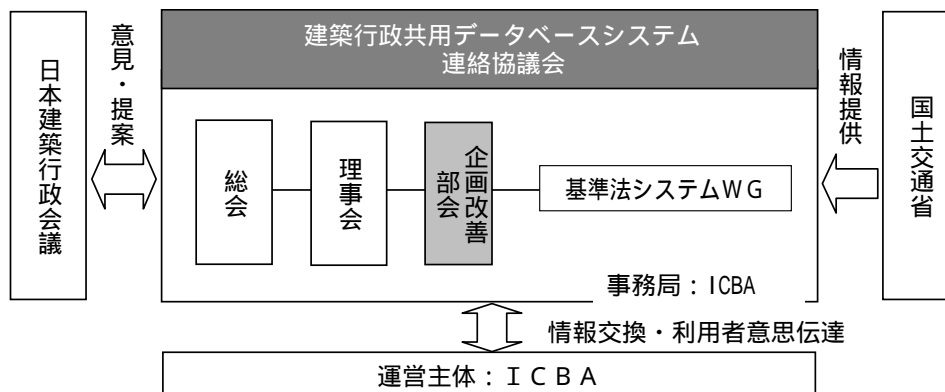 建築行政共用データベースシステム
連絡協議会
日本建築行政会議
意見・提案
総会
理事会
企画改善
部会
基準法システムＷＧ
情報提供
国土交通省
事務局：ICBA
情報交換・利用者意思伝達
運営主体：ＩＣＢＡ